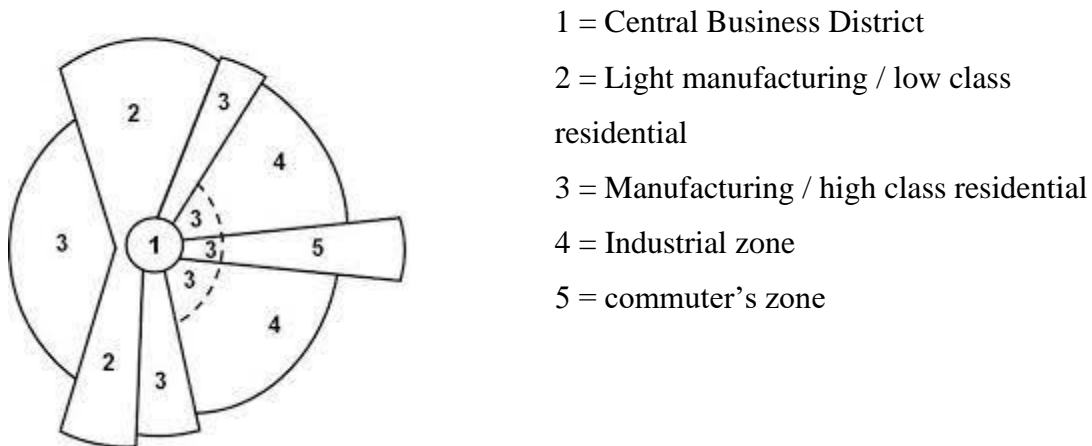 1 = Central Business District
2 = Light manufacturing / low class
residential
3 = Manufacturing / high class residential
4 = Industrial zone
5 = commuter’s zone
3
2
4
3
3
1
3
5
3
4
2
3